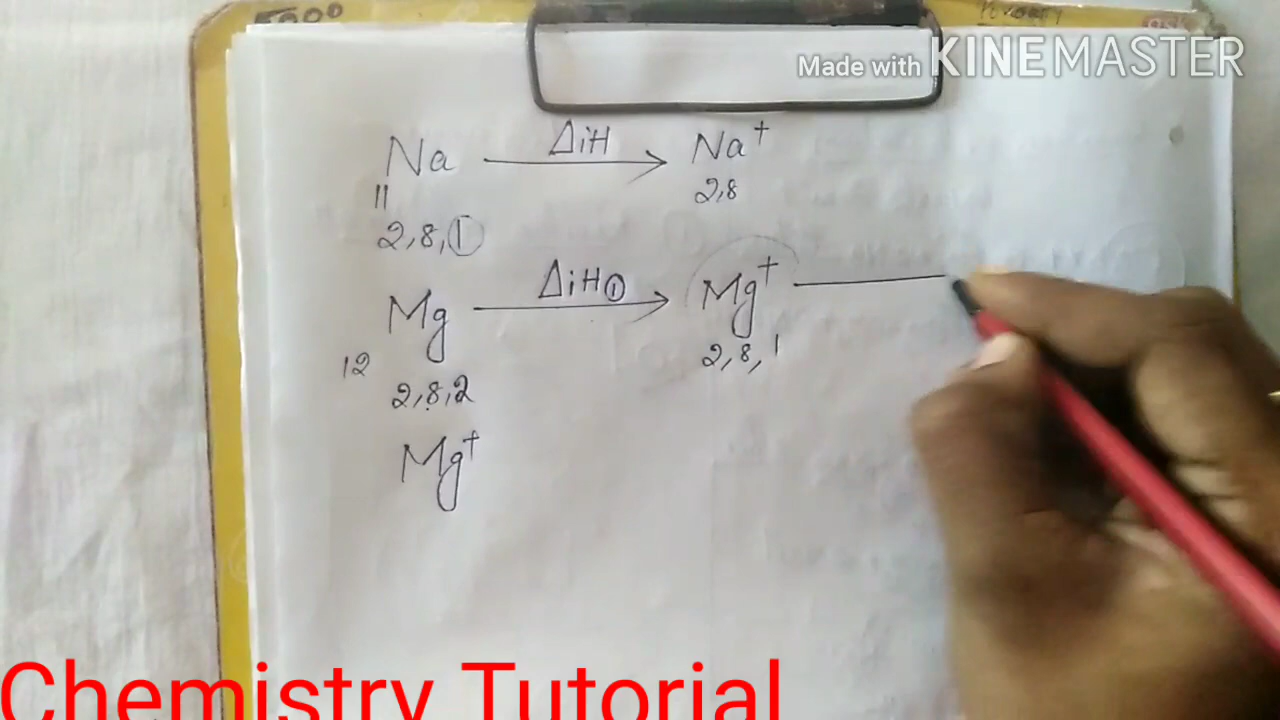 Made with KINEMASTER
Na ΔiH Na⁺
11 2,8
2,8,①
Mg ΔiH① Mg⁺
12 2,8,1
2,8,2
Mg⁺
Chemistry Tutorial